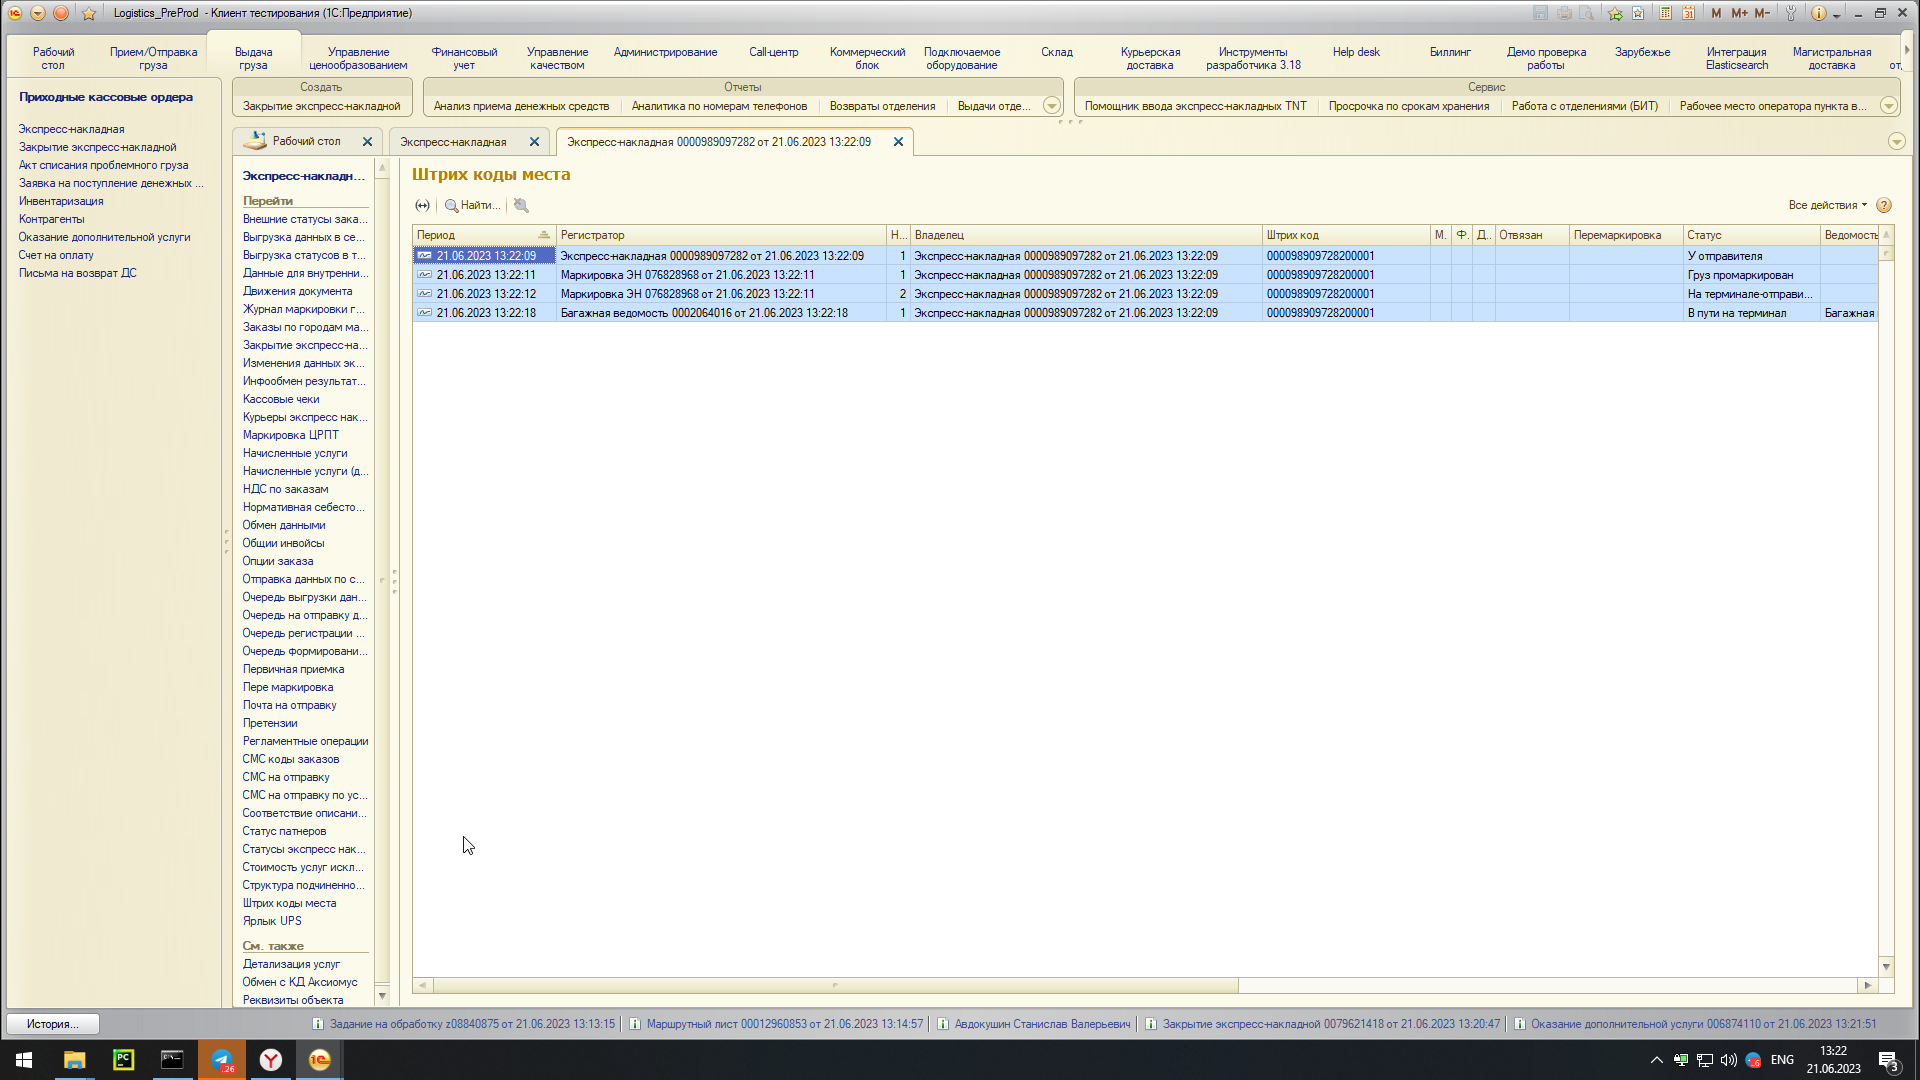 Logistics_PreProd - Клиент тестирования (1С:Предприятие)
M M+ M-
Рабочий стол
Прием/Отправка груза
Выдача груза
Управление ценообразованием
Финансовый учет
Управление качеством
Администрирование
Call-центр
Коммерческий блок
Подключаемое оборудование
Склад
Курьерская доставка
Инструменты разработчика 3.18
Help desk
Биллинг
Демо проверка работы
Зарубежье
Интеграция Elasticsearch
Магистральная доставка
от
Создать
Закрытие экспресс-накладной
Отчеты
Анализ приема денежных средств
Аналитика по номерам телефонов
Возвраты отделения
Выдачи отде...
Сервис
Помощник ввода экспресс-накладных TNT
Просрочка по срокам хранения
Работа с отделениями (БИТ)
Рабочее место оператора пункта в...
Приходные кассовые ордера
Экспресс-накладная
Закрытие экспресс-накладной
Акт списания проблемного груза
Заявка на поступление денежных ...
Инвентаризация
Контрагенты
Оказание дополнительной услуги
Счет на оплату
Письма на возврат ДС
Рабочий стол
Экспресс-накладная
Экспресс-накладная 0000989097282 от 21.06.2023 13:22:09
Экспресс-накладн...
Перейти
Внешние статусы зака...
Выгрузка данных в се...
Выгрузка статусов в т...
Данные для внутренни...
Движения документа
Журнал маркировки г...
Заказы по городам ма...
Закрытие экспресс-на...
Изменения данных эк...
Инфообмен результат...
Кассовые чеки
Курьеры экспресс нак...
Маркировка ЦРПТ
Начисленные услуги
Начисленные услуги (д...
НДС по заказам
Нормативная себесто...
Обмен данными
Общии инвойсы
Опции заказа
Отправка данных по с...
Очередь выгрузки дан...
Очередь на отправку д...
Очередь регистрации ...
Очередь формировани...
Первичная приемка
Пере маркировка
Почта на отправку
Претензии
Регламентные операции
СМС коды заказов
СМС на отправку
СМС на отправку по ус...
Соответствие описани...
Статус патнеров
Статусы экспресс нак...
Стоимость услуг искл...
Структура подчиненно...
Штрих коды места
Ярлык UPS
См. также
Детализация услуг
Обмен с КД Аксиомус
Реквизиты объекта
Штрих коды места
Найти...
Все действия
Период Регистратор Н... Владелец Штрих код М. Ф. Д.. Отвязан Перемаркировка Статус Ведомость
21.06.2023 13:22:09 Экспресс-накладная 0000989097282 от 21.06.2023 13:22:09 1 Экспресс-накладная 0000989097282 от 21.06.2023 13:22:09 000098909728200001 У отправителя
21.06.2023 13:22:11 Маркировка ЭН 076828968 от 21.06.2023 13:22:11 1 Экспресс-накладная 0000989097282 от 21.06.2023 13:22:09 000098909728200001 Груз промаркирован
21.06.2023 13:22:12 Маркировка ЭН 076828968 от 21.06.2023 13:22:11 2 Экспресс-накладная 0000989097282 от 21.06.2023 13:22:09 000098909728200001 На терминале-отправи...
21.06.2023 13:22:18 Багажная ведомость 0002064016 от 21.06.2023 13:22:18 1 Экспресс-накладная 0000989097282 от 21.06.2023 13:22:09 000098909728200001 В пути на терминал Багажная
История...
Задание на обработку z08840875 от 21.06.2023 13:13:15
Маршрутный лист 00012960853 от 21.06.2023 13:14:57
Авдокушин Станислав Валерьевич
Закрытие экспресс-накладной 0079621418 от 21.06.2023 13:20:47
Оказание дополнительной услуги 006874110 от 21.06.2023 13:21:51
ENG
13:22
21.06.2023
3